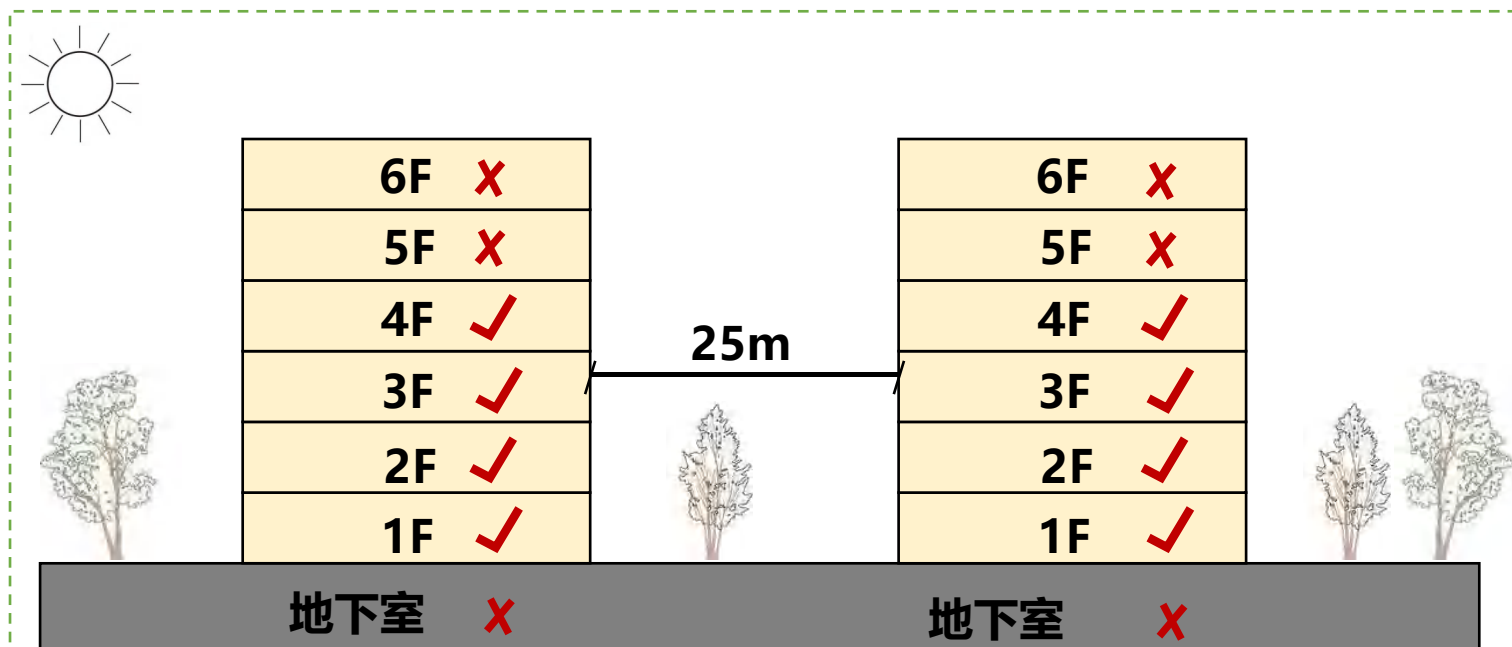 6F ✗ 6F ✗
5F ✗ 5F ✗
4F ✓ 4F ✓
25m
3F ✓ 3F ✓
2F ✓ 2F ✓
1F ✓ 1F ✓
地下室 ✗ 地下室 ✗